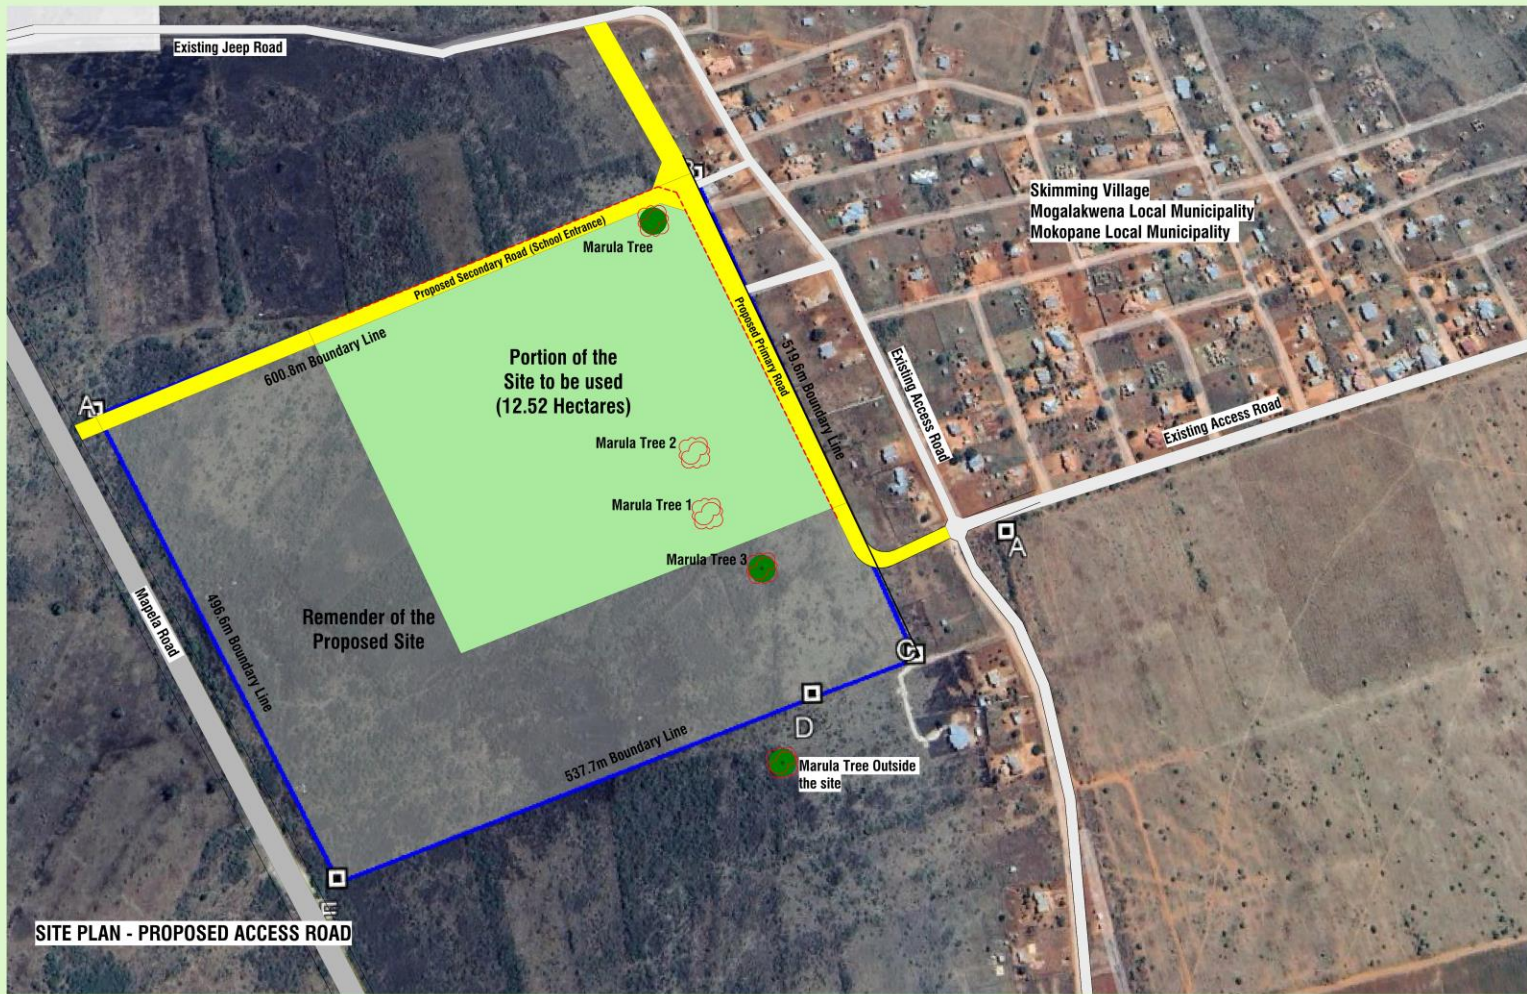 Existing Jeep Road
B
Skimming Village
Mogalakwena Local Municipality
Mokopane Local Municipality
Marula Tree
Proposed Secondary Road (School Entrance)
Proposed Primary Road
519.6m Boundary Line
600.8m Boundary Line
Portion of the
Site to be used
(12.52 Hectares)
Existing Access Road
Existing Access Road
A
Marula Tree 2
Marula Tree 1
Marula Tree 3
A
Mapela Road
496.6m Boundary Line
Remender of the
Proposed Site
C
D
537.7m Boundary Line
Marula Tree Outside
the site
E
SITE PLAN - PROPOSED ACCESS ROAD